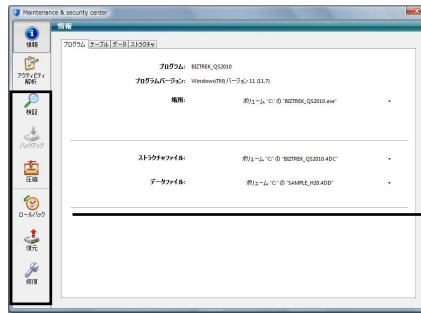 Maintenance & security center
情報
情報
アクティビティ
解析
検証
バックアップ
圧縮
ロールバック
復元
修復
プログラム テーブル データ ストラクチャ
プログラム: BIZTREK_QS2010
プログラムバージョン: Windows(TM) バージョン 11 (11.7)
場所: ボリューム "C:" の "BIZTREK_QS2010.exe"
ストラクチャファイル: ボリューム "C:" の "BIZTREK_QS2010.4DC"
データファイル: ボリューム "C:" の "SAMPLE_H20.4DD"